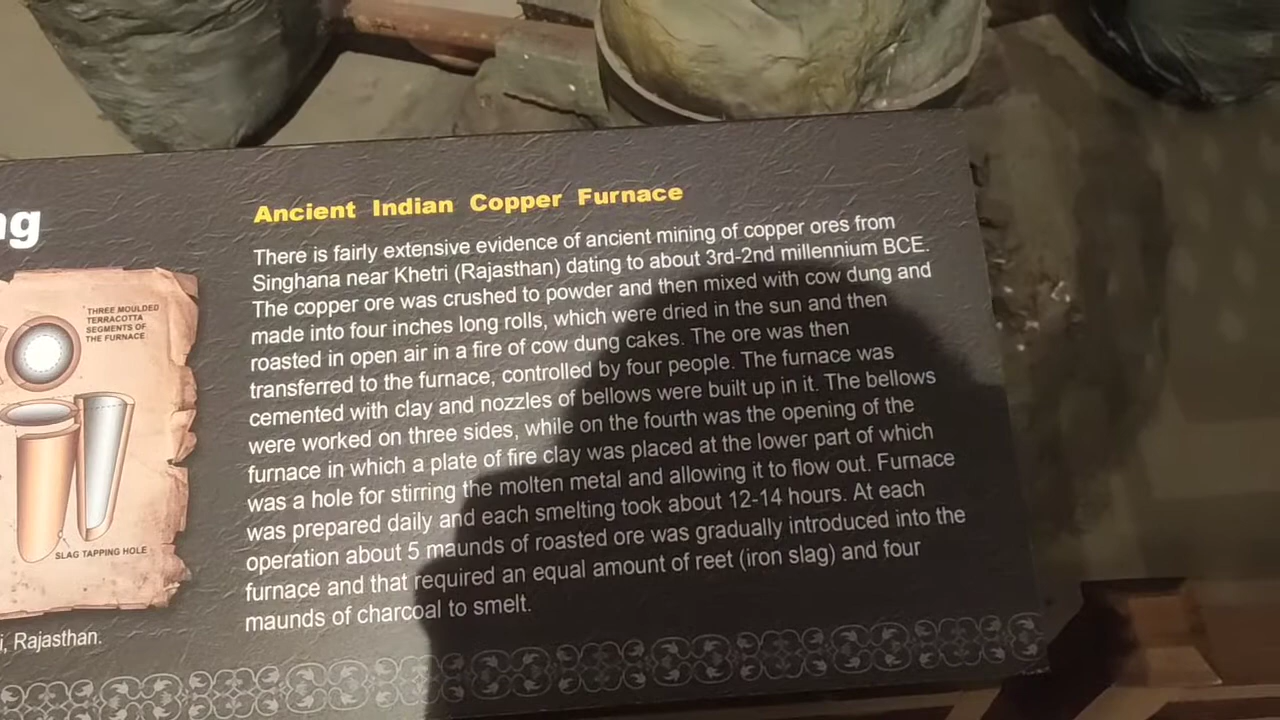 ng
THREE MOULDED
TERRACOTTA
SEGMENTS OF
THE FURNACE
SLAG TAPPING HOLE
i, Rajasthan.
Ancient Indian Copper Furnace
There is fairly extensive evidence of ancient mining of copper ores from
Singhana near Khetri (Rajasthan) dating to about 3rd-2nd millennium BCE.
The copper ore was crushed to powder and then mixed with cow dung and
made into four inches long rolls, which were dried in the sun and then
roasted in open air in a fire of cow dung cakes. The ore was then
transferred to the furnace, controlled by four people. The furnace was
cemented with clay and nozzles of bellows were built up in it. The bellows
were worked on three sides, while on the fourth was the opening of the
furnace in which a plate of fire clay was placed at the lower part of which
was a hole for stirring the molten metal and allowing it to flow out. Furnace
was prepared daily and each smelting took about 12-14 hours. At each
operation about 5 maunds of roasted ore was gradually introduced into the
furnace and that required an equal amount of reet (iron slag) and four
maunds of charcoal to smelt.